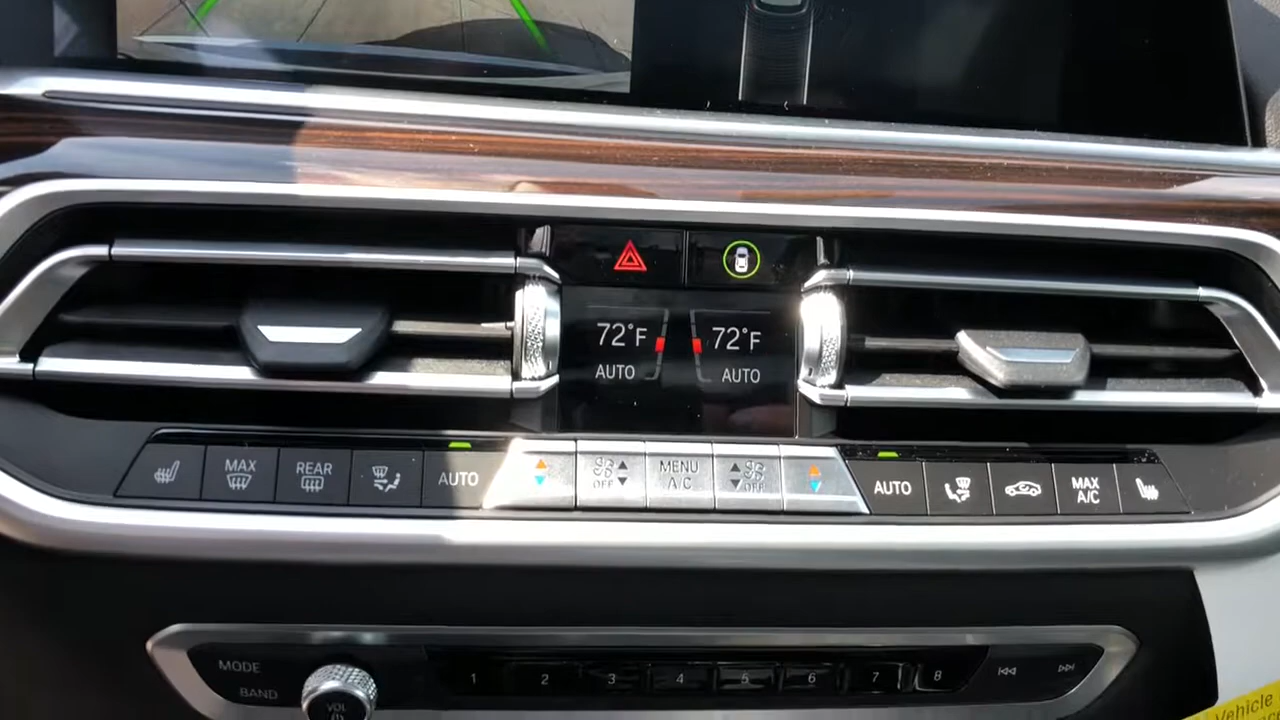 72°F
72°F
AUTO
AUTO
MAX
REAR
AUTO
OFF
MENU
A/C
OFF
AUTO
MAX
A/C
MODE
BAND
VOL
1 2 3 4 5 6 7 8
Vehicle